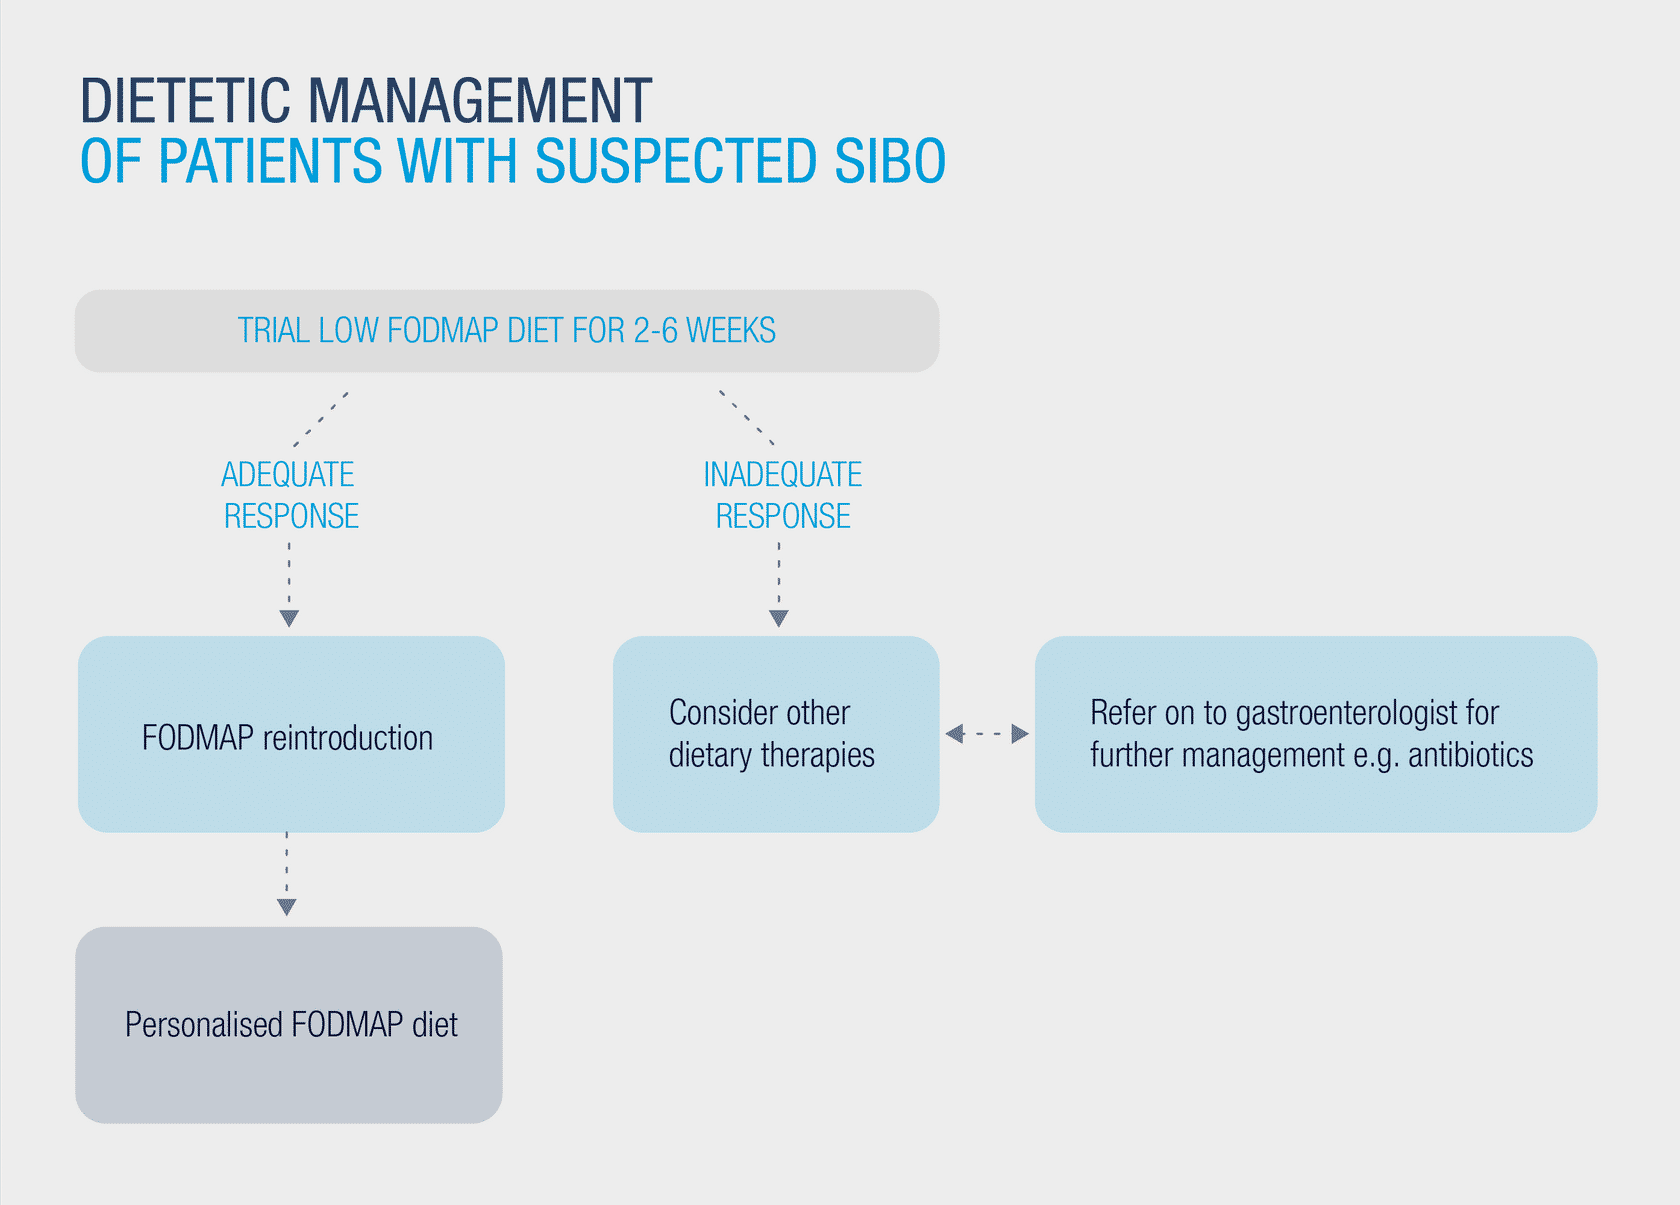 DIETETIC MANAGEMENT
OF PATIENTS WITH SUSPECTED SIBO
TRIAL LOW FODMAP DIET FOR 2-6 WEEKS
ADEQUATE
RESPONSE
INADEQUATE
RESPONSE
FODMAP reintroduction
Consider other
dietary therapies
Refer on to gastroenterologist for
further management e.g. antibiotics
Personalised FODMAP diet